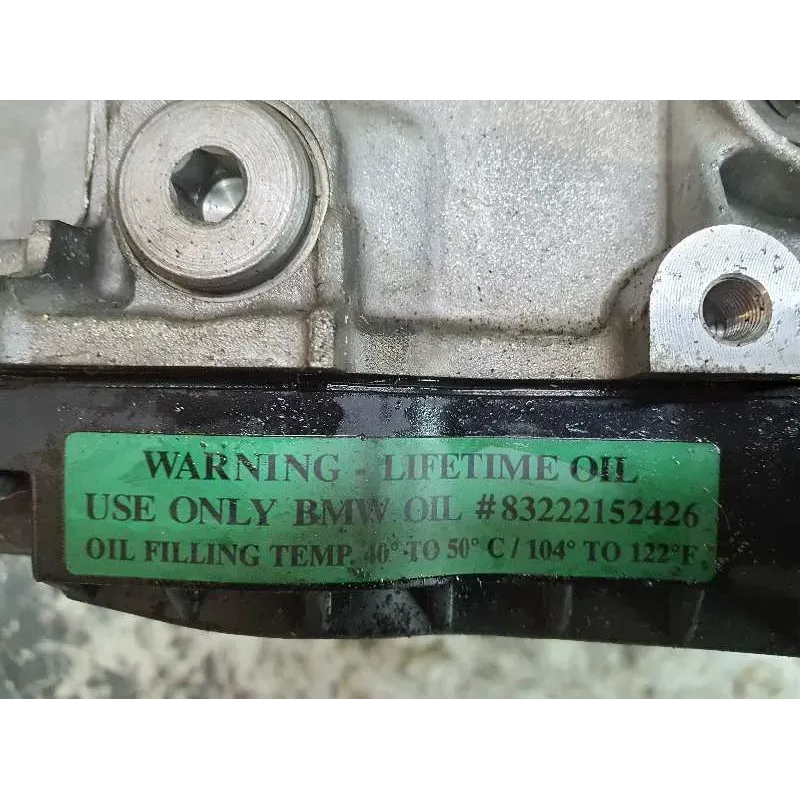 WARNING - LIFETIME OIL
USE ONLY BMW OIL #83222152426
OIL FILLING TEMP. 40° TO 50° C / 104° TO 122°F